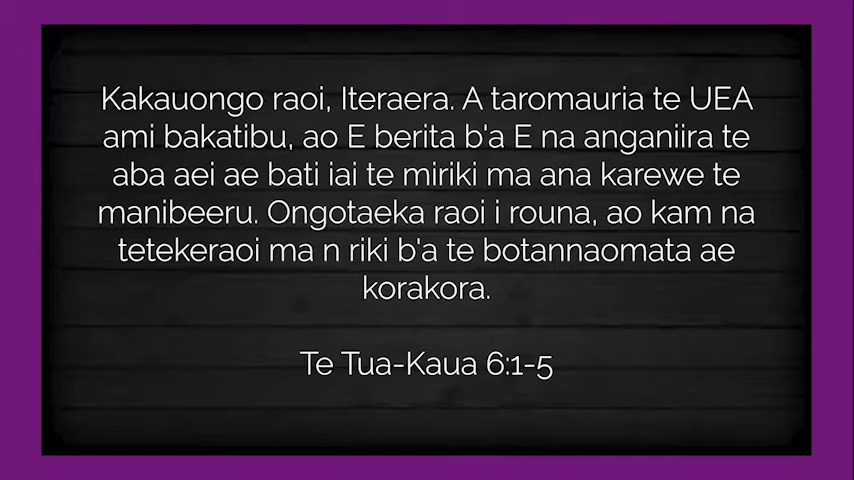 Kakauongo raoi, Iteraera. A taromauria te UEA
ami bakatibu, ao E berita b'a E na anganiira te
aba aei ae bati iai te miriki ma ana karewe te
manibeeru. Ongotaeka raoi i rouna, ao kam na
tetekeraoi ma n riki b'a te botannaomata ae
korakora.
Te Tua-Kaua 6:1-5